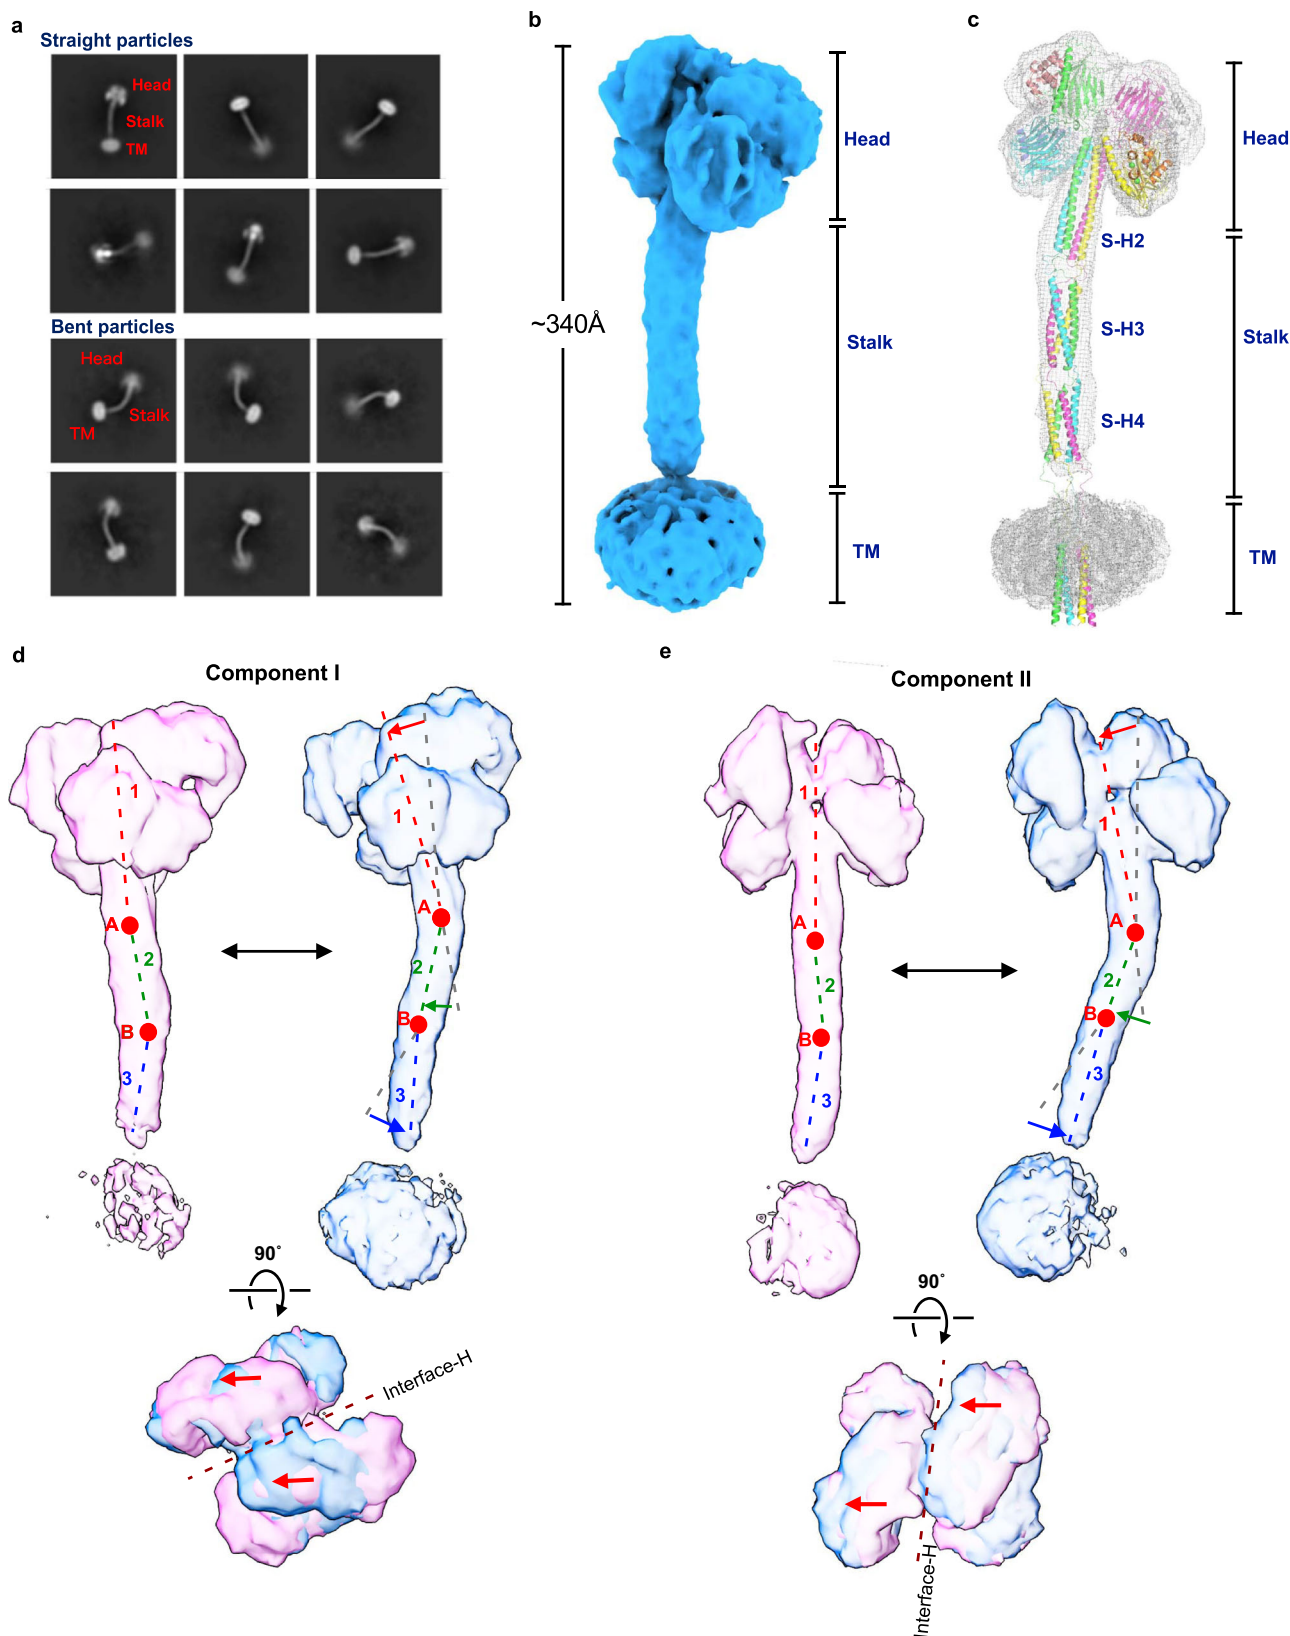 a
Straight particles
Head
Stalk
TM
Bent particles
Head
Stalk
TM
b
~340Å
Head
Stalk
TM
c
Head
S-H2
S-H3
Stalk
S-H4
TM
d
Component I
1
A
2
B
3
1
A
2
B
3
90°
Interface-H
e
Component II
1
A
2
B
3
1
A
2
B
3
90°
Interface-H